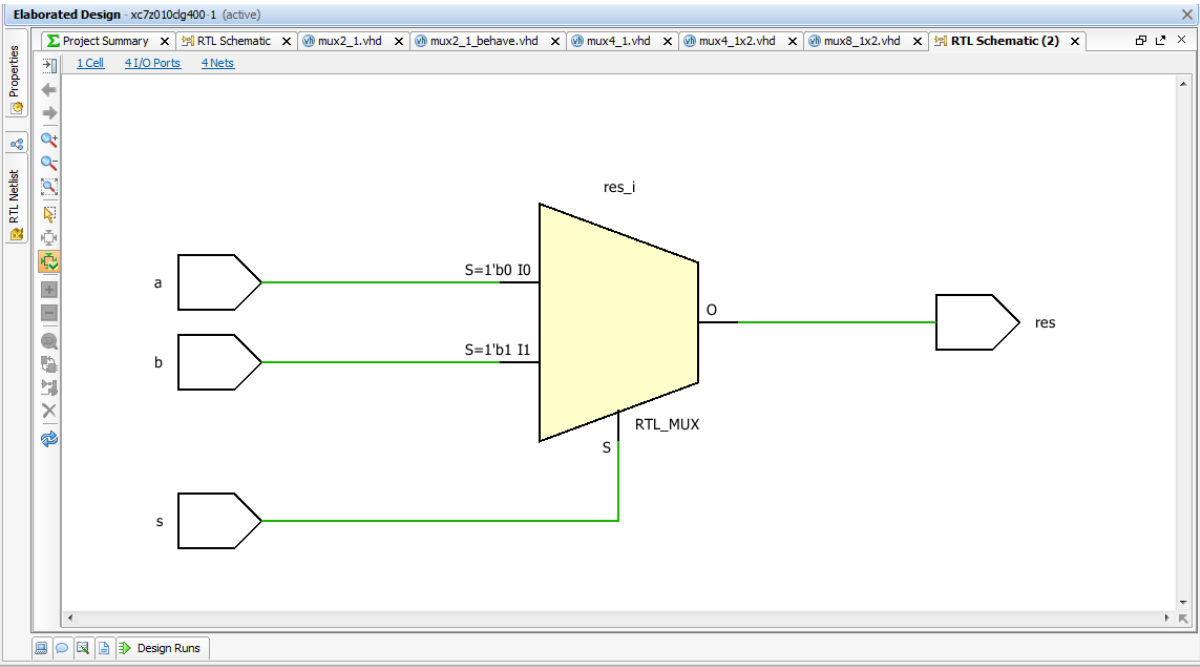 Elaborated Design - xc7z010clg400-1 (active)
Project Summary RTL Schematic mux2_1.vhd mux2_1_behave.vhd mux4_1.vhd mux4_1x2.vhd mux8_1x2.vhd RTL Schematic (2)
1 Cell 4 I/O Ports 4 Nets
Properties
RTL Netlist
res_i
S=1'b0 I0
a
O
res
S=1'b1 I1
b
RTL_MUX
S
s
Design Runs